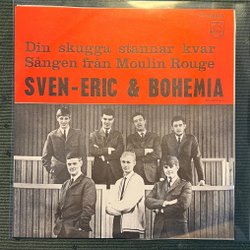 Din skugga stannar kvar
Sången från Moulin Rouge
SVEN-ERIC & BOHEMIA